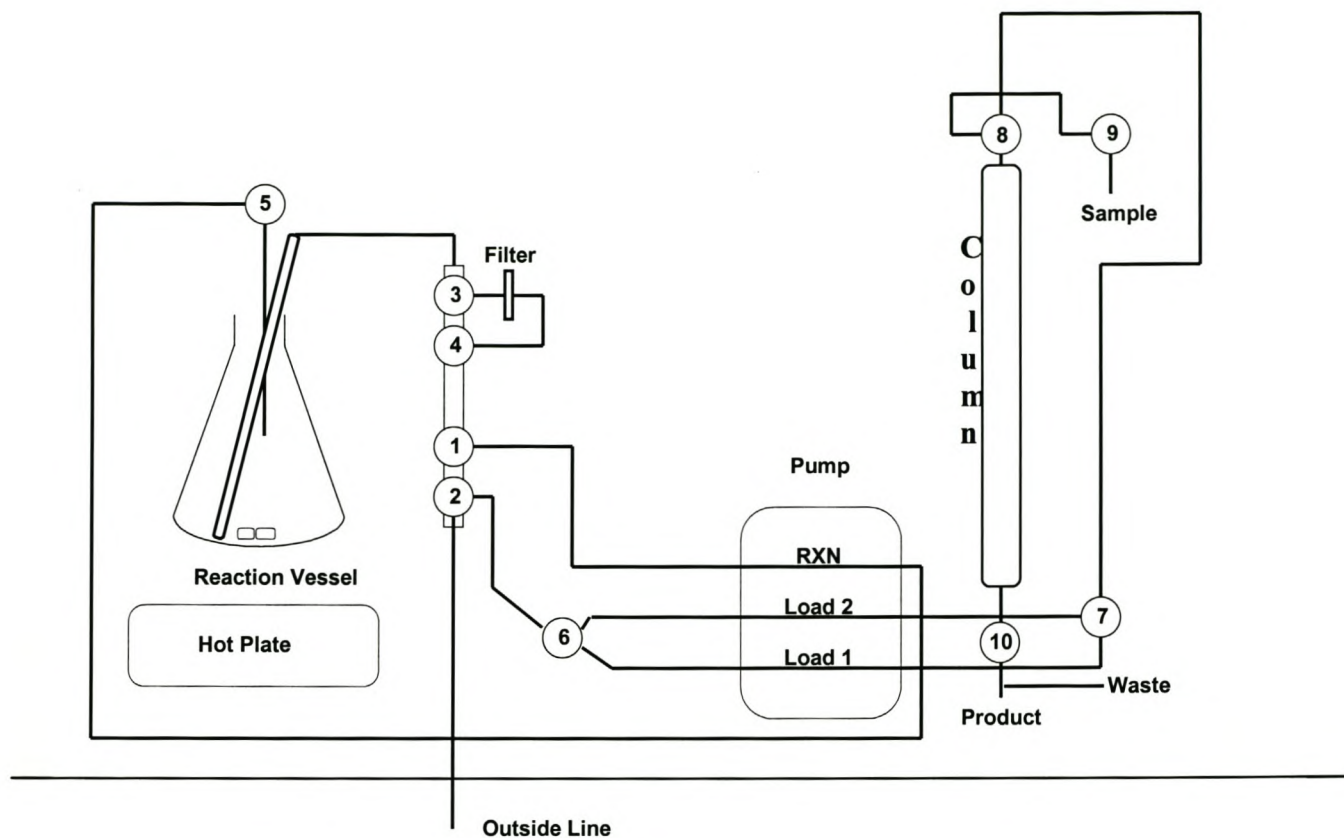 8
9
Sample
5
Filter
3
4
Column
1
2
Pump
RXN
Load 2
Load 1
Reaction Vessel
Hot Plate
6
7
10
Waste
Product
Outside Line